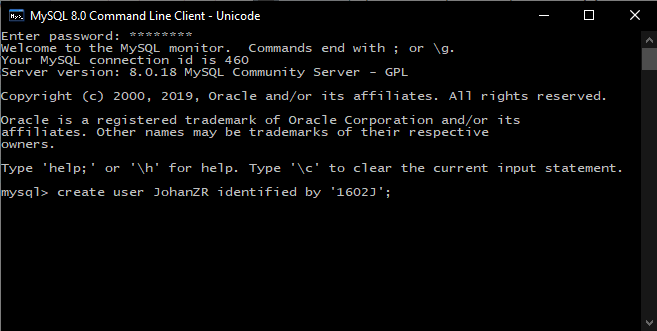 MySQL 8.0 Command Line Client - Unicode
Enter password: ********
Welcome to the MySQL monitor.  Commands end with ; or \g.
Your MySQL connection id is 460
Server version: 8.0.18 MySQL Community Server - GPL
Copyright (c) 2000, 2019, Oracle and/or its affiliates. All rights reserved.
Oracle is a registered trademark of Oracle Corporation and/or its
affiliates. Other names may be trademarks of their respective
owners.
Type 'help;' or '\h' for help. Type '\c' to clear the current input statement.
mysql> create user JohanZR identified by '1602J';